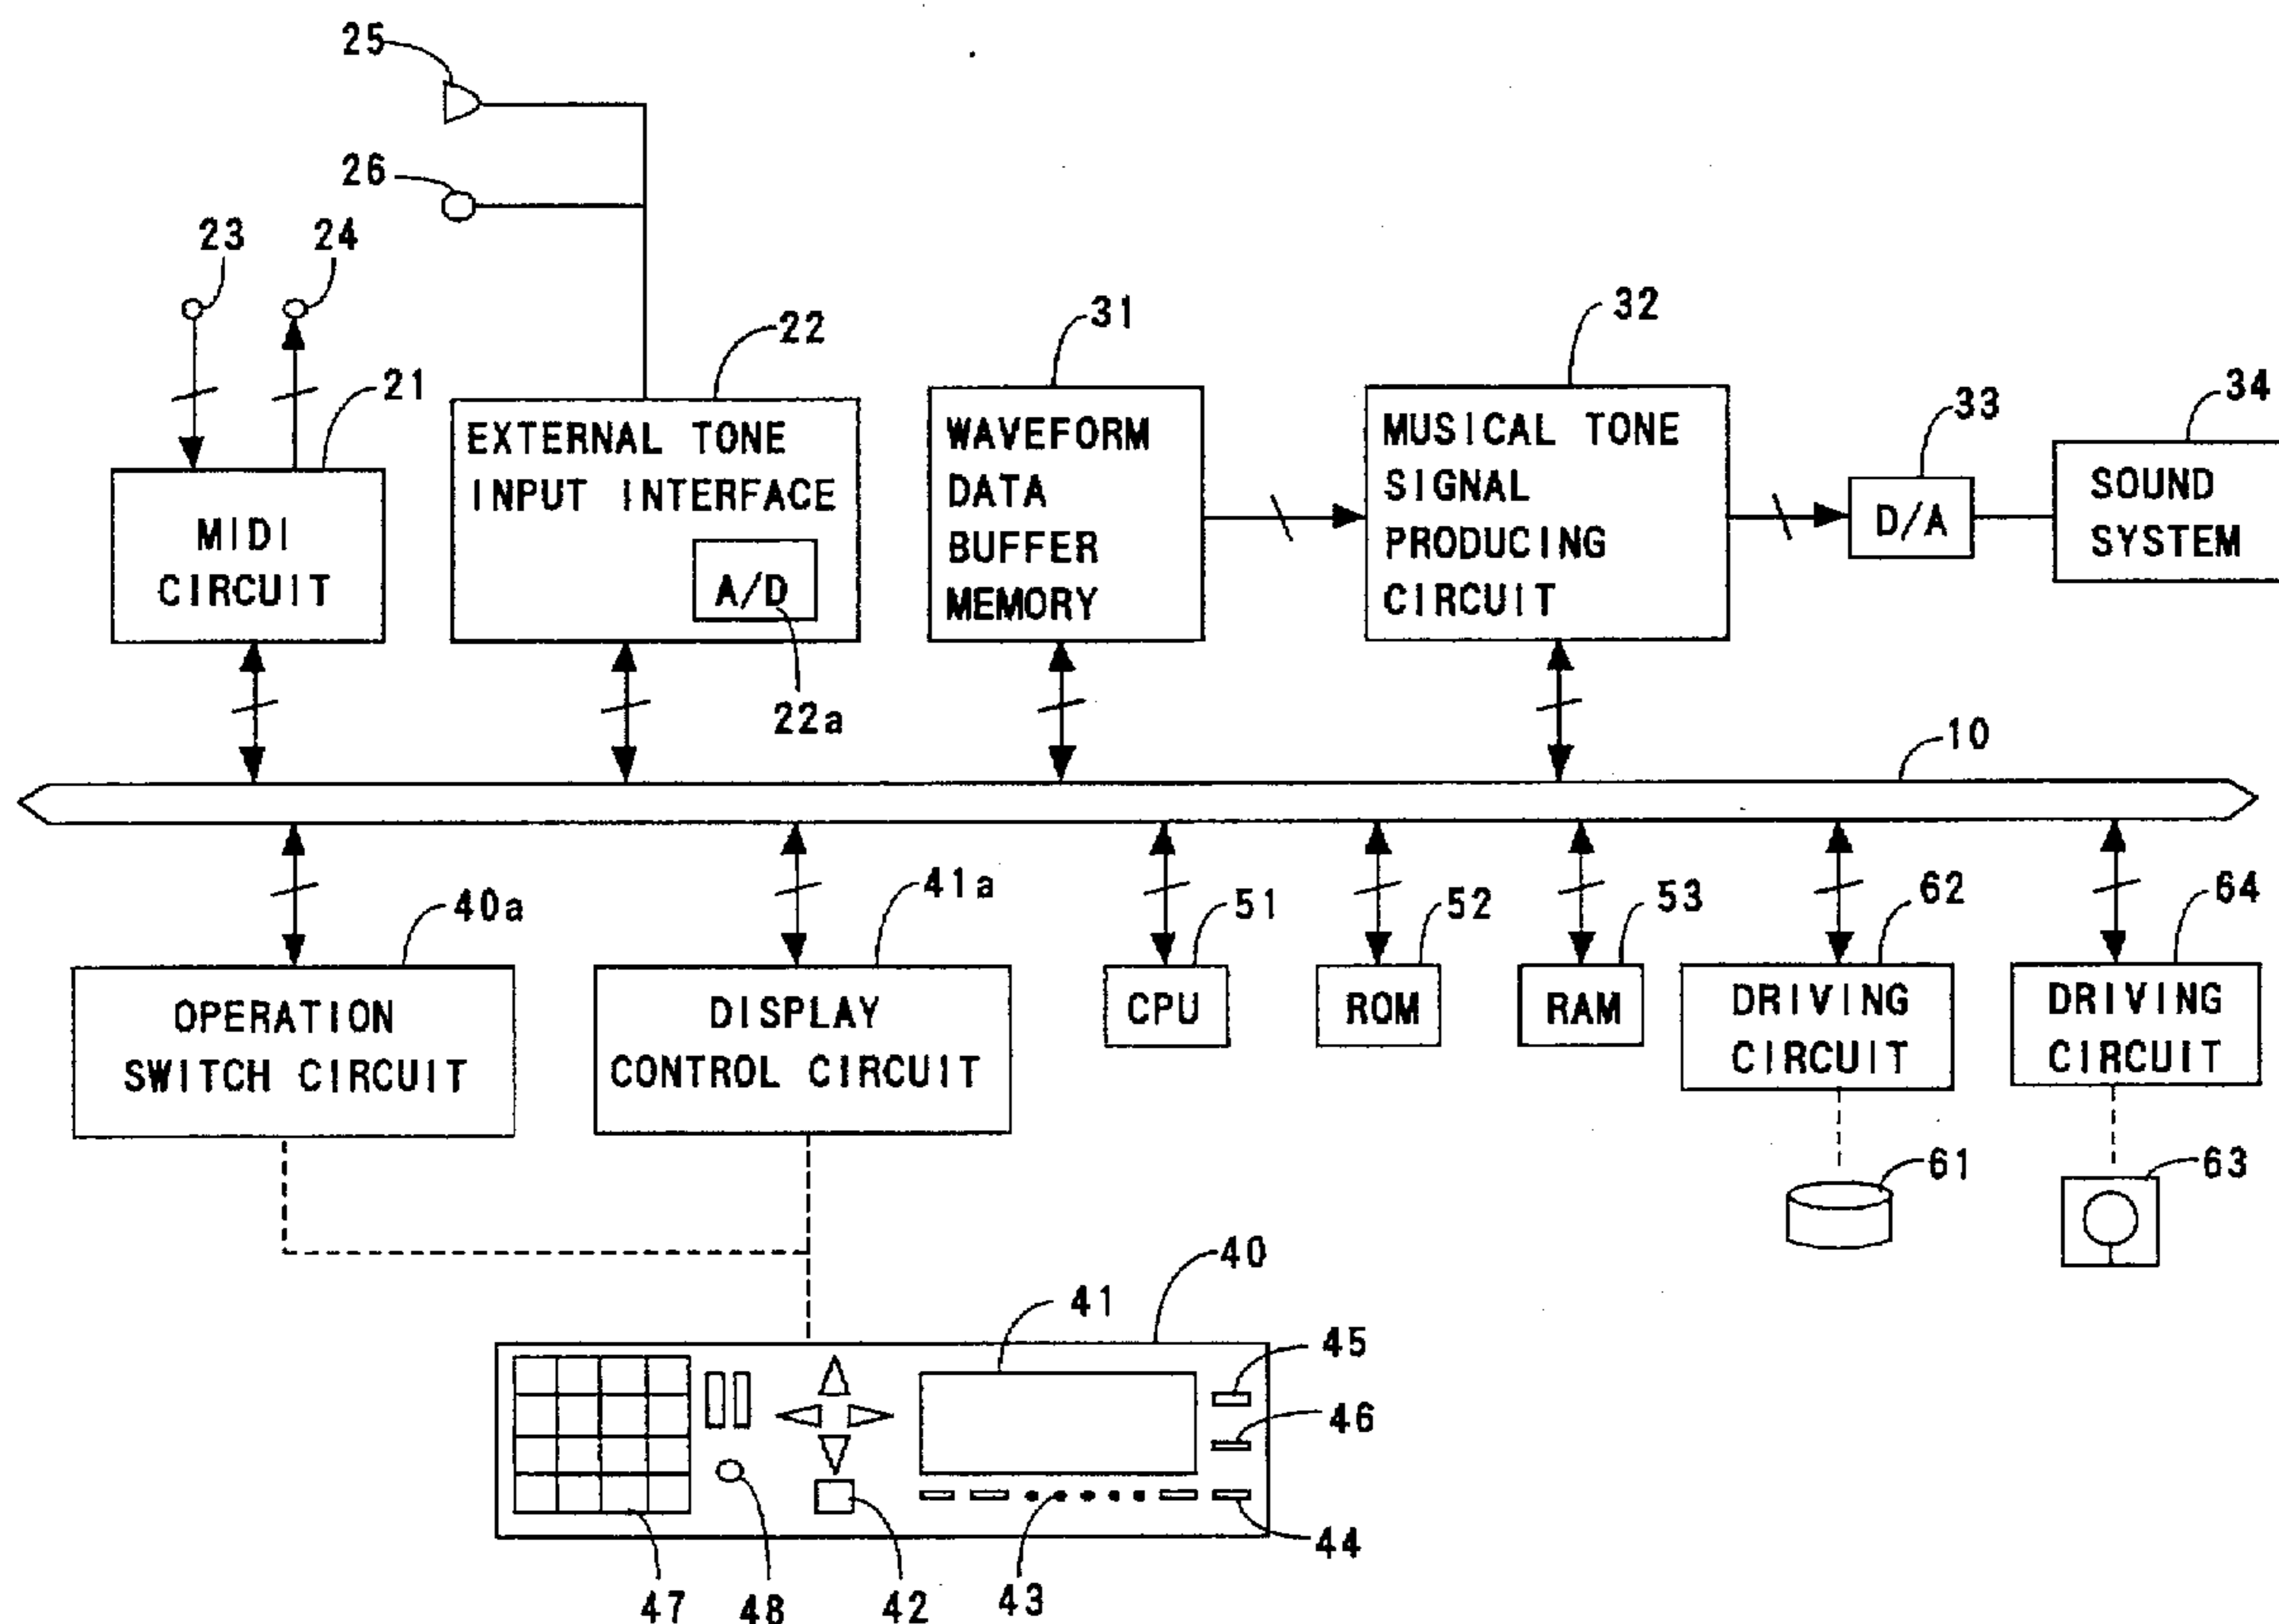 25
26
23
24
22
31
32
21
33
34
EXTERNAL TONE
INPUT INTERFACE
A/D
22a
WAVEFORM
DATA
BUFFER
MEMORY
MUSICAL TONE
SIGNAL
PRODUCING
CIRCUIT
D/A
SOUND
SYSTEM
MIDI
CIRCUIT
10
40a
41a
51
52
53
62
64
OPERATION
SWITCH CIRCUIT
DISPLAY
CONTROL CIRCUIT
CPU
ROM
RAM
DRIVING
CIRCUIT
DRIVING
CIRCUIT
61
63
40
41
45
46
44
47
48
42
43